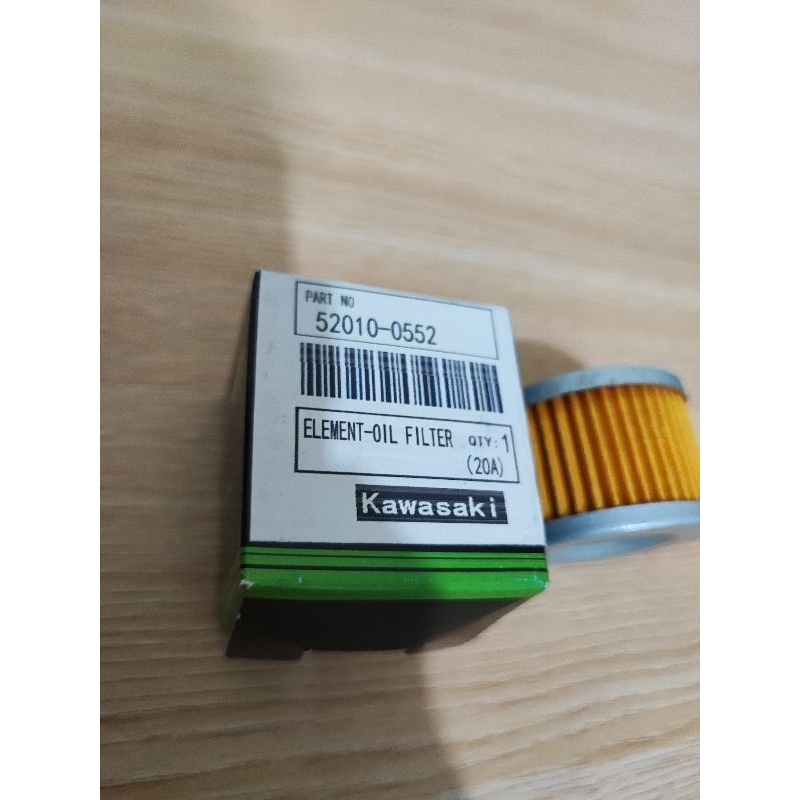 PART NO
52010-0552
ELEMENT-OIL FILTER QTY:1
(20A)
Kawasaki